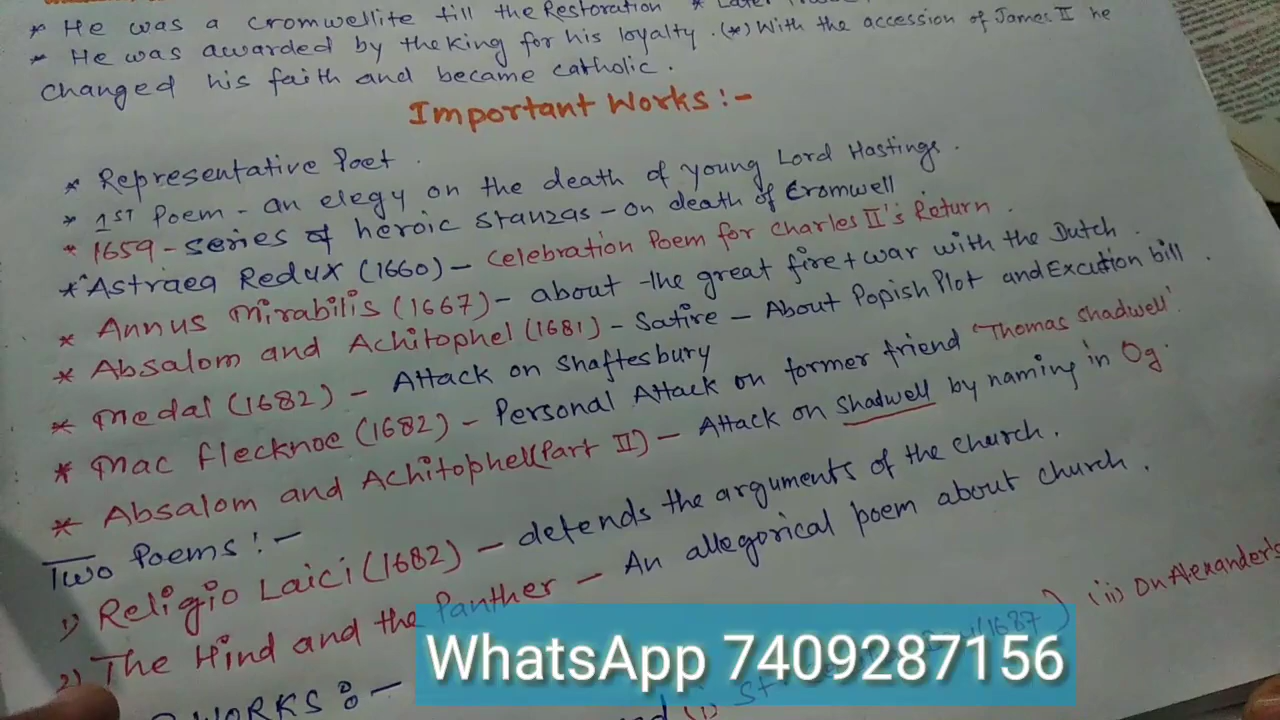 * He was a cromwellite till the Restoration * Later
* He was awarded by the King for his loyalty. (*) With the accession of James II he
changed his faith and became catholic.
Important Works :-
* Representative Poet.
* 1ST Poem - an elegy on the death of young Lord Hastings.
* 1659 - series of heroic stanzas - on death of Cromwell
* Astraea Redux (1660) - celebration Poem for Charles II's Return.
* Annus Mirabilis (1667) - about the great fire + war with the Dutch.
* Absalom and Achitophel (1681) - Satire - About Popish Plot and Excution bill.
* Medal (1682) - Attack on Shaftesbury
* Mac Flecknoe (1682) - Personal Attack on former friend 'Thomas Shadwell'.
* Absalom and Achitophel (Part II) - Attack on Shadwell by naming in Og.
Two Poems :-
1) Religio Laici (1682) - defends the arguments of the church.
2) The Hind and the Panther - An allegorical poem about church.
WORKS :-
(i) St (1687) (ii) On Alexander's
WhatsApp 7409287156